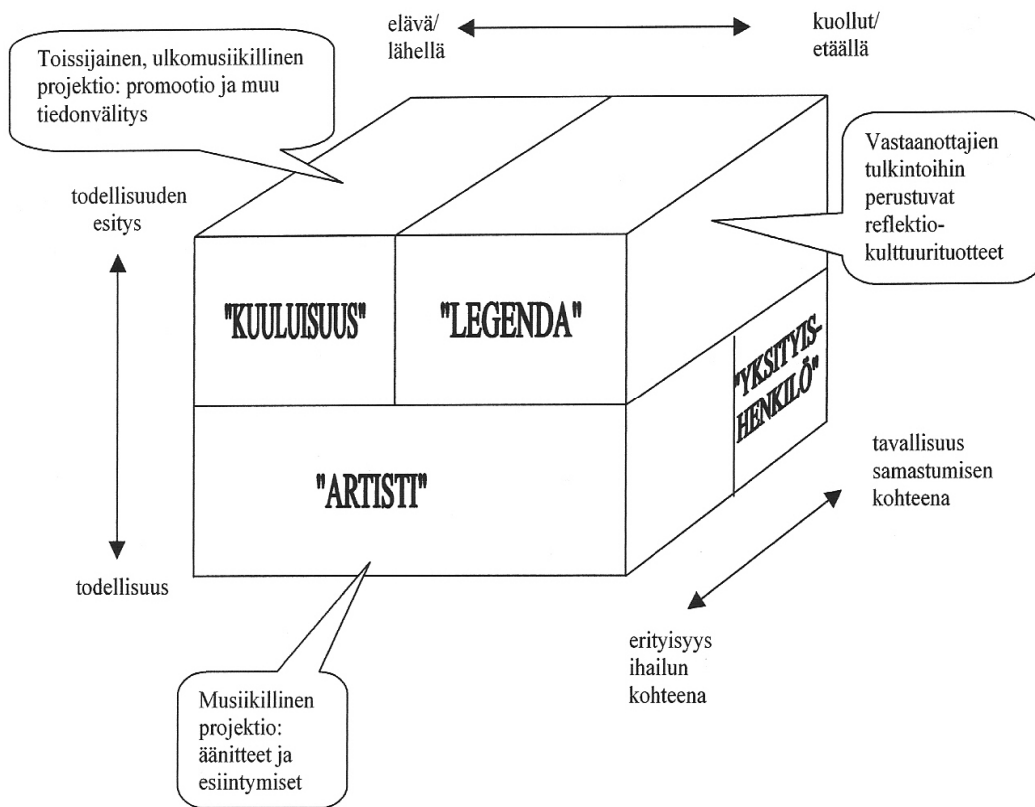 elävä/
lähellä
kuollut/
etäällä
Toissijainen, ulkomusiikillinen
projektio: promootio ja muu
tiedonvälitys
Vastaanottajien
tulkintoihin
perustuvat
reflektio-
kulttuurituotteet
todellisuuden
esitys
"KUULUISUUS"
"LEGENDA"
"YKSITYIS-
HENKILÖ"
"ARTISTI"
tavallisuus
samastumisen
kohteena
todellisuus
erityisyys
ihailun
kohteena
Musiikillinen
projektio:
äänitteet ja
esiintymiset